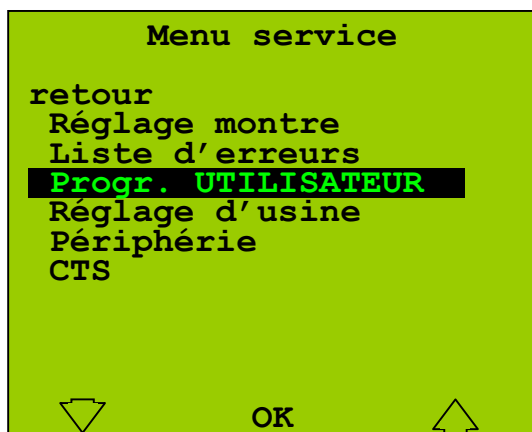 Menu service
retour
Réglage montre
Liste d’erreurs
Progr. UTILISATEUR
Réglage d’usine
Périphérie
CTS
OK